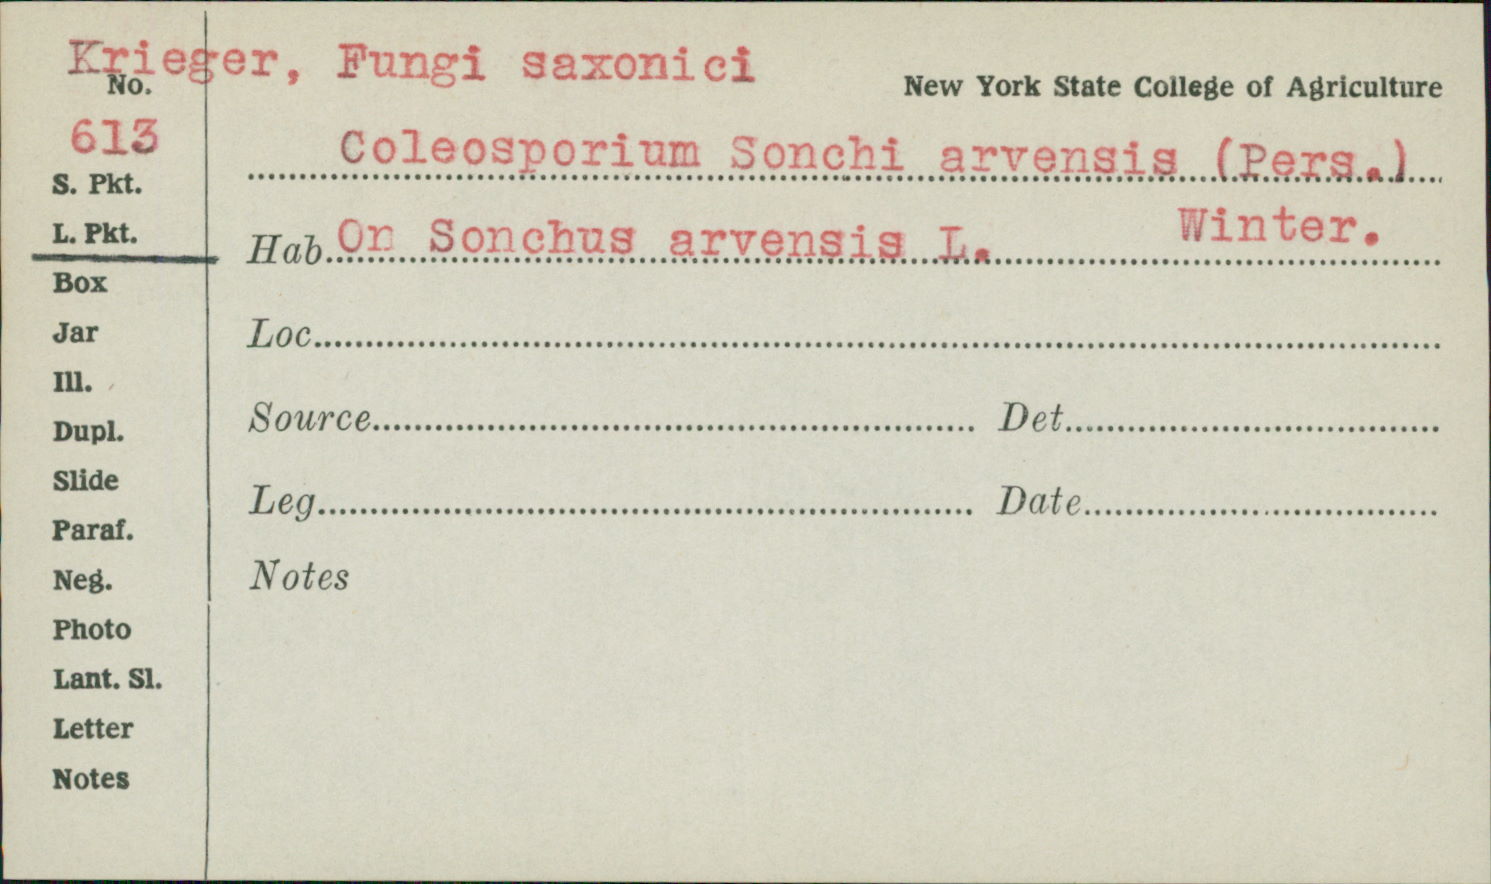 Krieger, Fungi saxonici
No.
New York State College of Agriculture
613
Coleosporium Sonchi arvensis (Pers.)
S. Pkt.
Winter.
L. Pkt.
Hab. On Sonchus arvensis L.
Box
Jar
Loc.
Ill.
Dupl.
Source
Det.
Slide
Leg.
Date
Paraf.
Neg.
Notes
Photo
Lant. Sl.
Letter
Notes